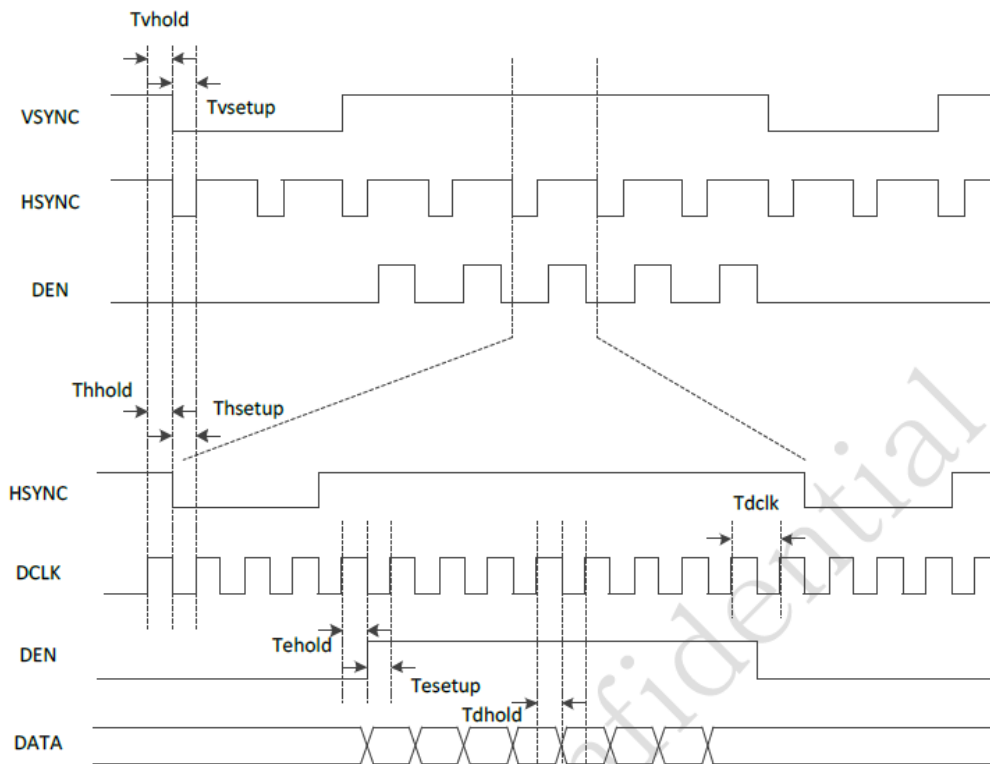 Tvhold
Tvsetup
VSYNC
HSYNC
DEN
Thhold
Thsetup
HSYNC
Tdclk
DCLK
Tehold
DEN
Tesetup
Tdhold
DATA